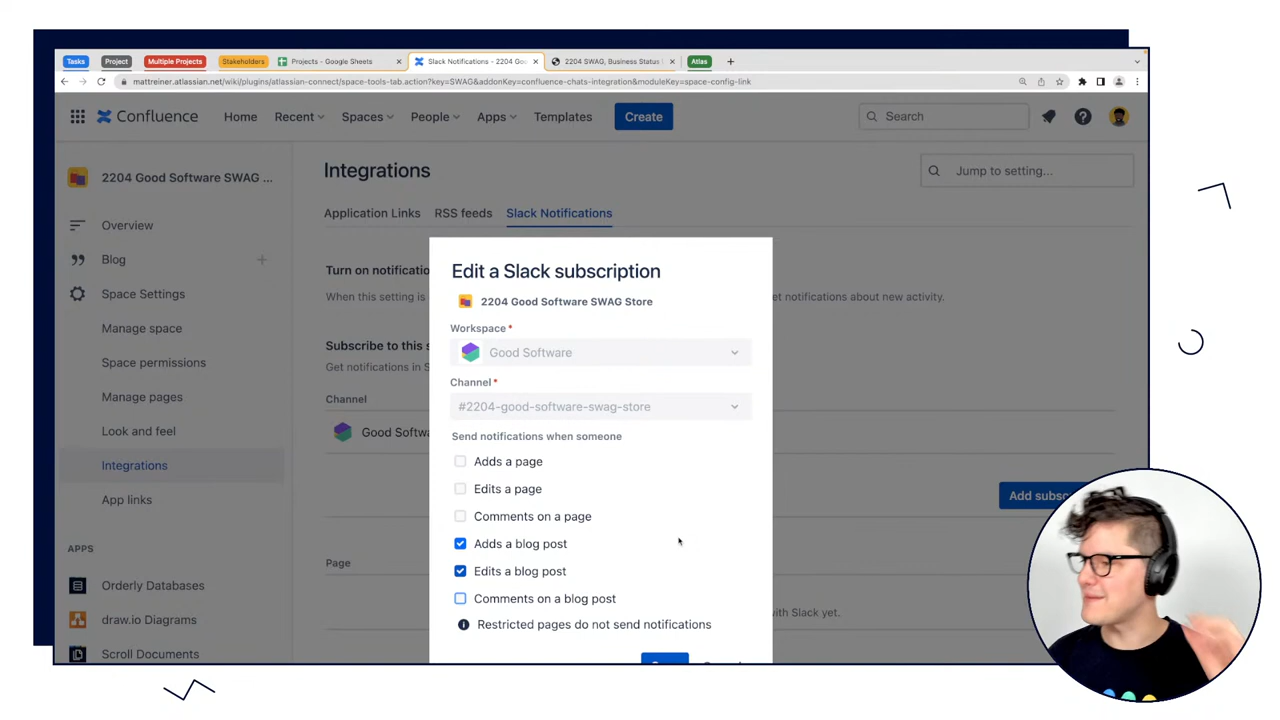 Tasks Project Multiple Projects Stakeholders Projects - Google Sheets Slack Notifications - 2204 Goo 2204 SWAG, Business Status Atlas
mattreiner.atlassian.net/wiki/plugins/atlassian-connect/space-tools-tab.action?key=SWAG&addonKey=confluence-chats-integration&moduleKey=space-config-link
Confluence Home Recent Spaces People Apps Templates Create Search
2204 Good Software SWAG ...
Integrations
Jump to setting...
Application Links RSS feeds Slack Notifications
Overview
Blog
Space Settings
Manage space
Space permissions
Manage pages
Look and feel
Integrations
App links
APPS
Orderly Databases
draw.io Diagrams
Scroll Documents
Turn on notificatio
When this setting is et notifications about new activity.
Subscribe to this s
Get notifications in S
Channel
Good Softw
Add subsc
Page
with Slack yet.
Edit a Slack subscription
2204 Good Software SWAG Store
Workspace *
Good Software
Channel *
#2204-good-software-swag-store
Send notifications when someone
Adds a page
Edits a page
Comments on a page
Adds a blog post
Edits a blog post
Comments on a blog post
Restricted pages do not send notifications